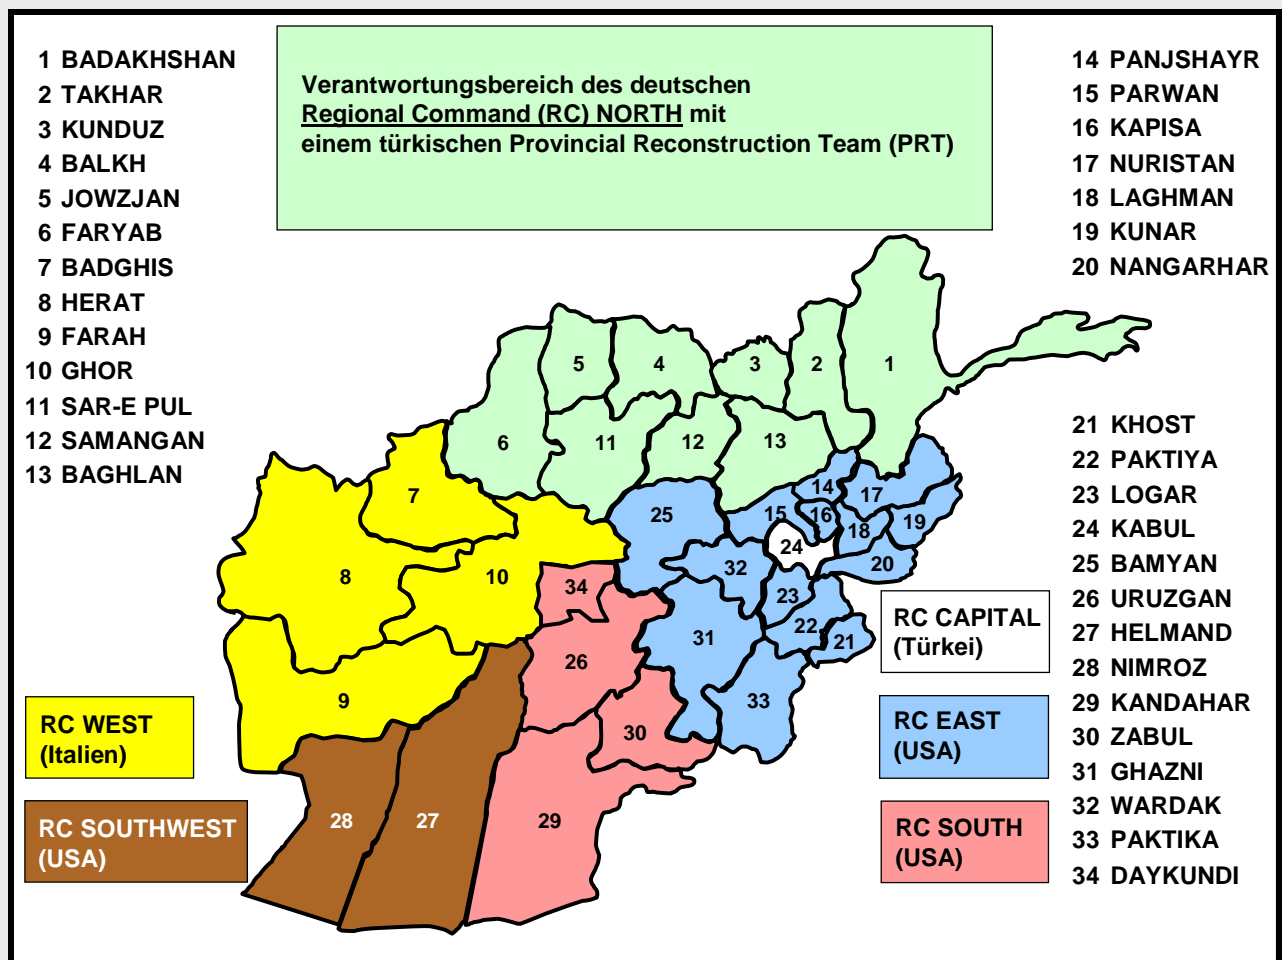 1 BADAKHSHAN
2 TAKHAR
3 KUNDUZ
4 BALKH
5 JOWZJAN
6 FARYAB
7 BADGHIS
8 HERAT
9 FARAH
10 GHOR
11 SAR-E PUL
12 SAMANGAN
13 BAGHLAN
Verantwortungsbereich des deutschen
Regional Command (RC) NORTH mit
einem türkischen Provincial Reconstruction Team (PRT)
14 PANJSHAYR
15 PARWAN
16 KAPISA
17 NURISTAN
18 LAGHMAN
19 KUNAR
20 NANGARHAR
21 KHOST
22 PAKTIYA
23 LOGAR
24 KABUL
25 BAMYAN
26 URUZGAN
27 HELMAND
28 NIMROZ
29 KANDAHAR
30 ZABUL
31 GHAZNI
32 WARDAK
33 PAKTIKA
34 DAYKUNDI
5
4
3
2
1
6
11
12
13
7
14
17
25
15
16
18
19
24
20
8
10
34
32
23
22
21
31
26
9
33
30
28
27
29
RC CAPITAL
(Türkei)
RC WEST
(Italien)
RC EAST
(USA)
RC SOUTHWEST
(USA)
RC SOUTH
(USA)